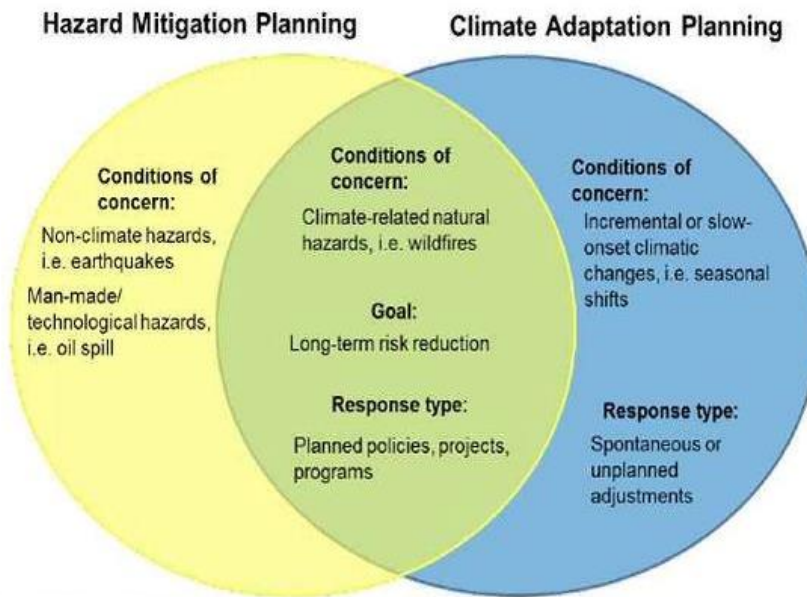 Hazard Mitigation Planning
Climate Adaptation Planning
Conditions of
concern:
Non-climate hazards,
i.e. earthquakes
Man-made/
technological hazards,
i.e. oil spill
Conditions of
concern:
Climate-related natural
hazards, i.e. wildfires
Goal:
Long-term risk reduction
Response type:
Planned policies, projects,
programs
Conditions of
concern:
Incremental or slow-
onset climatic
changes, i.e. seasonal
shifts
Response type:
Spontaneous or
unplanned
adjustments